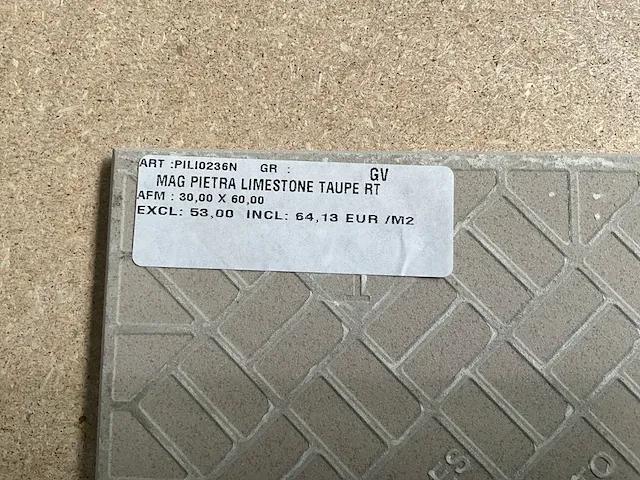 ART :PILI0236N GR : GV
MAG PIETRA LIMESTONE TAUPE RT
AFM : 30,00 X 60,00
EXCL: 53,00 INCL: 64,13 EUR /M2